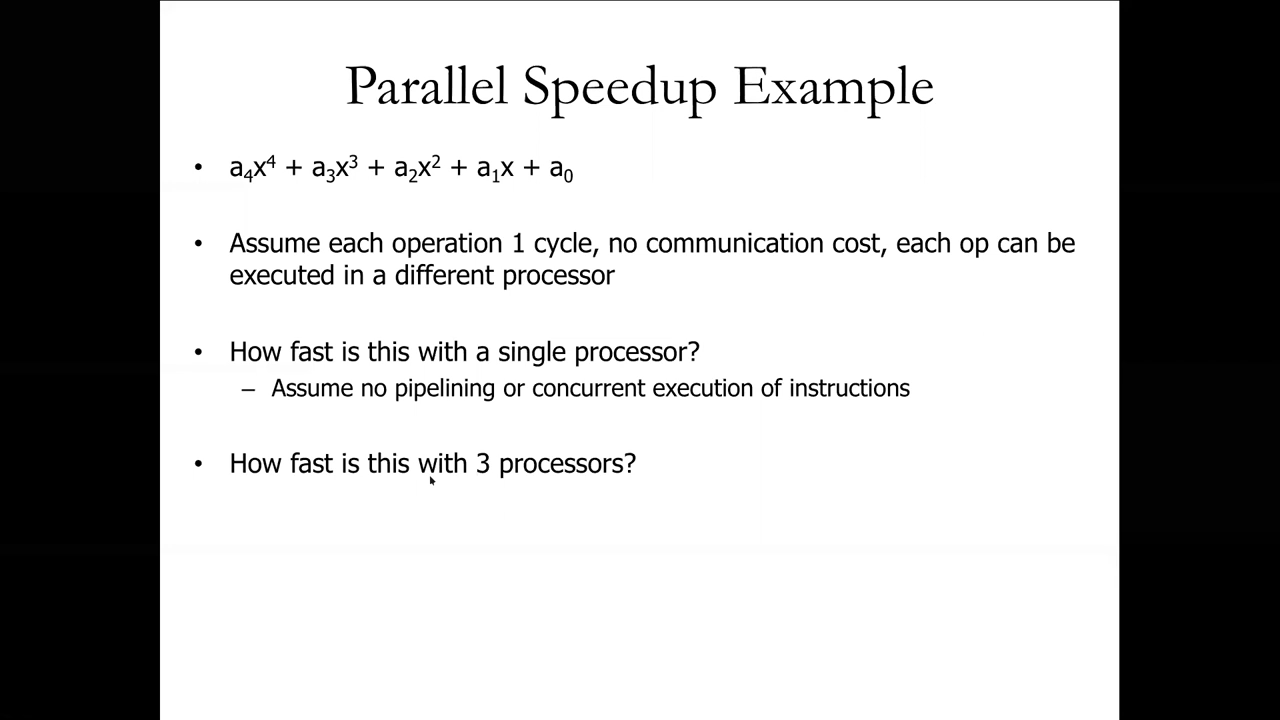 Parallel Speedup Example
• a₄x⁴ + a₃x³ + a₂x² + a₁x + a₀
• Assume each operation 1 cycle, no communication cost, each op can be
executed in a different processor
• How fast is this with a single processor?
– Assume no pipelining or concurrent execution of instructions
• How fast is this with 3 processors?